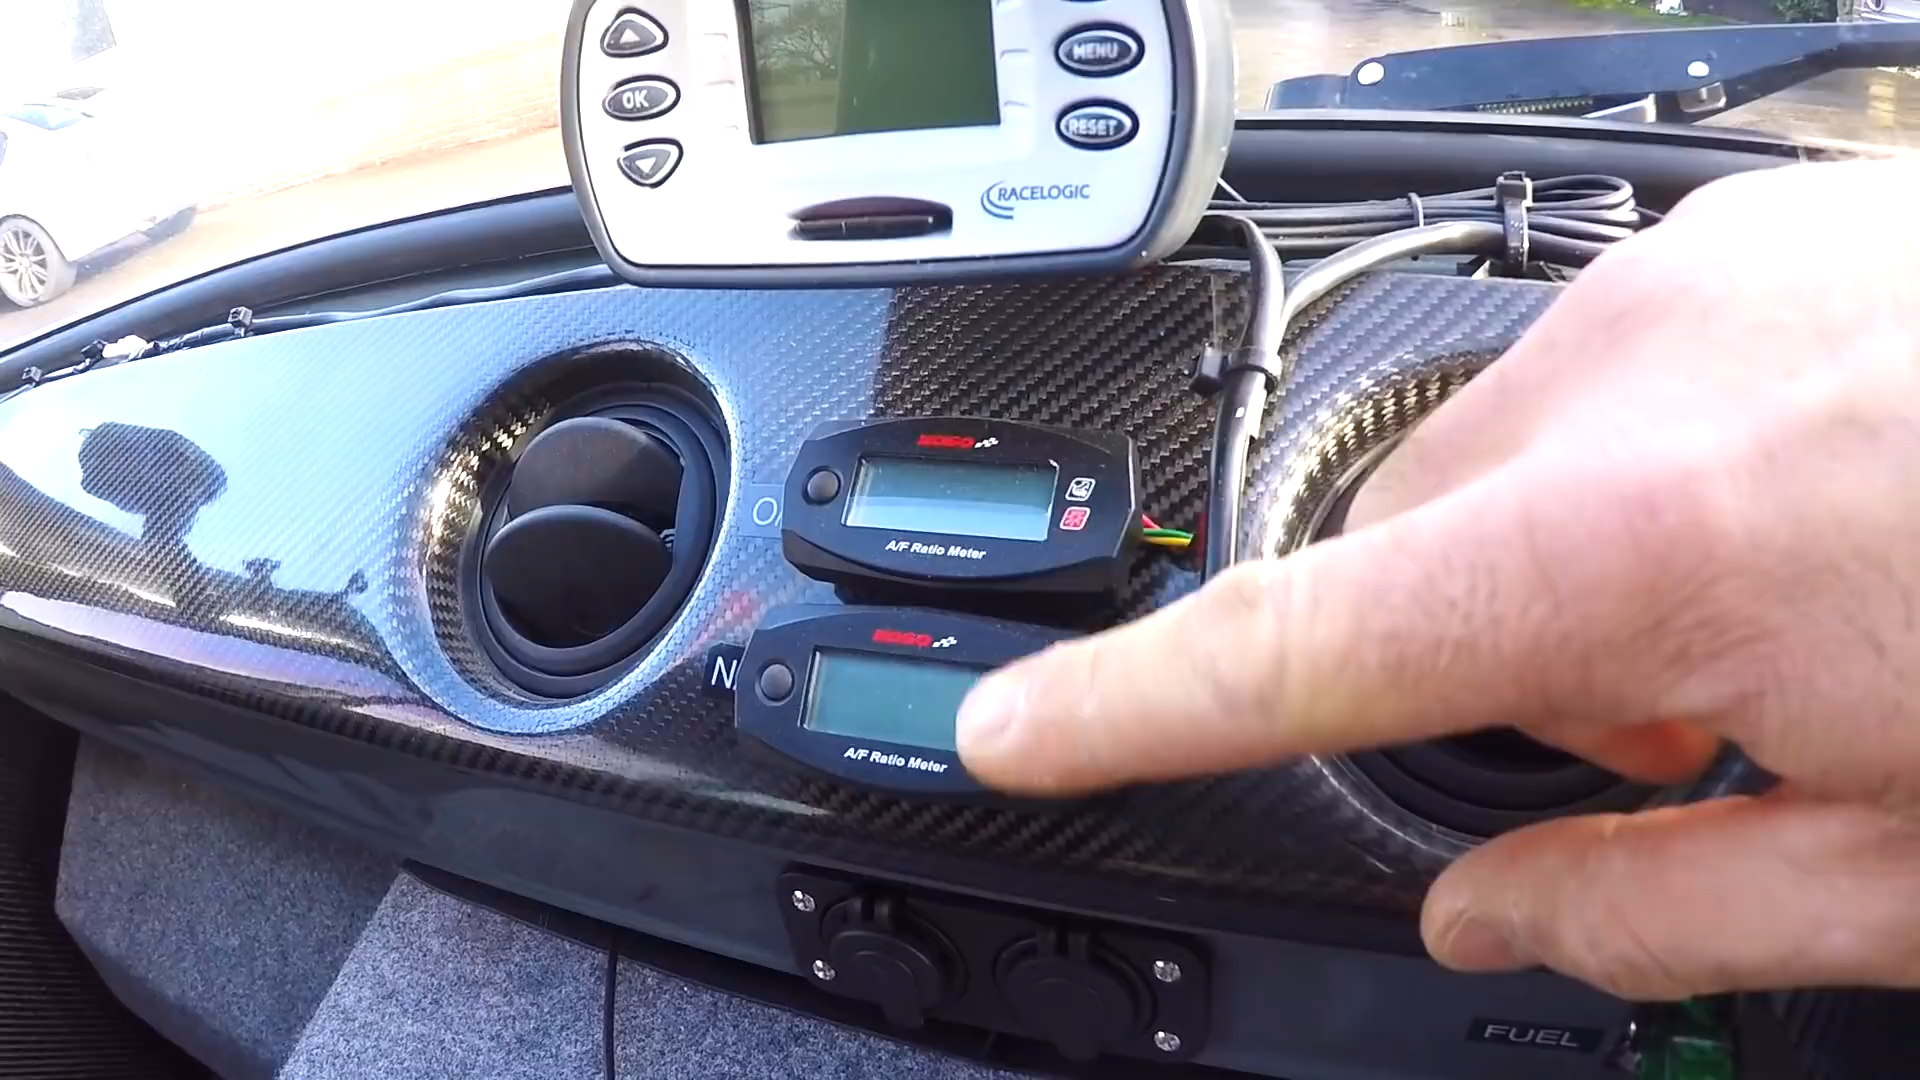 OK
MENU
RESET
RACELOGIC
KOSO
A/F Ratio Meter
KOSO
A/F Ratio Meter
FUEL